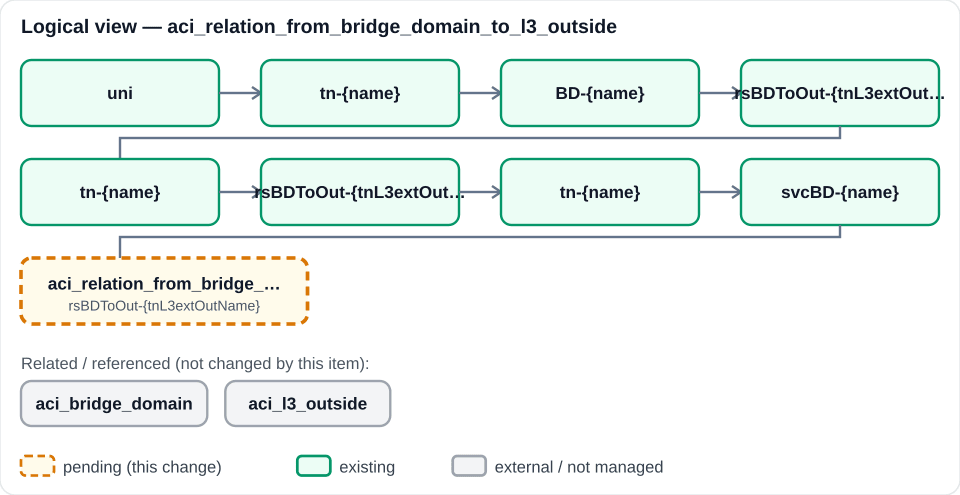 Logical view — aci_relation_from_bridge_domain_to_l3_outside
uni
tn-{name}
BD-{name}
rsBDToOut-{tnL3extOut…
tn-{name}
rsBDToOut-{tnL3extOut…
tn-{name}
svcBD-{name}
aci_relation_from_bridge_…
rsBDToOut-{tnL3extOutName}
Related / referenced (not changed by this item):
aci_bridge_domain
aci_l3_outside
pending (this change)
existing
external / not managed